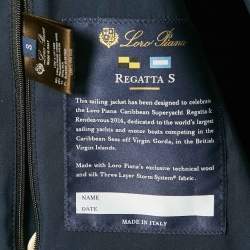 Loro Piana
REGATTA S
This sailing jacket has been designed to celebrate
the Loro Piana Caribbean Superyacht Regatta &
Rendezvous 2016, dedicated to the world's largest
sailing yachts and motor boats competing in the
Caribbean Sea off Virgin Gorda, in the British
Virgin Islands.
Made with Loro Piana's exclusive technical wool
and silk Three Layer Storm System® fabric.
NAME
DATE
MADE IN ITALY
S